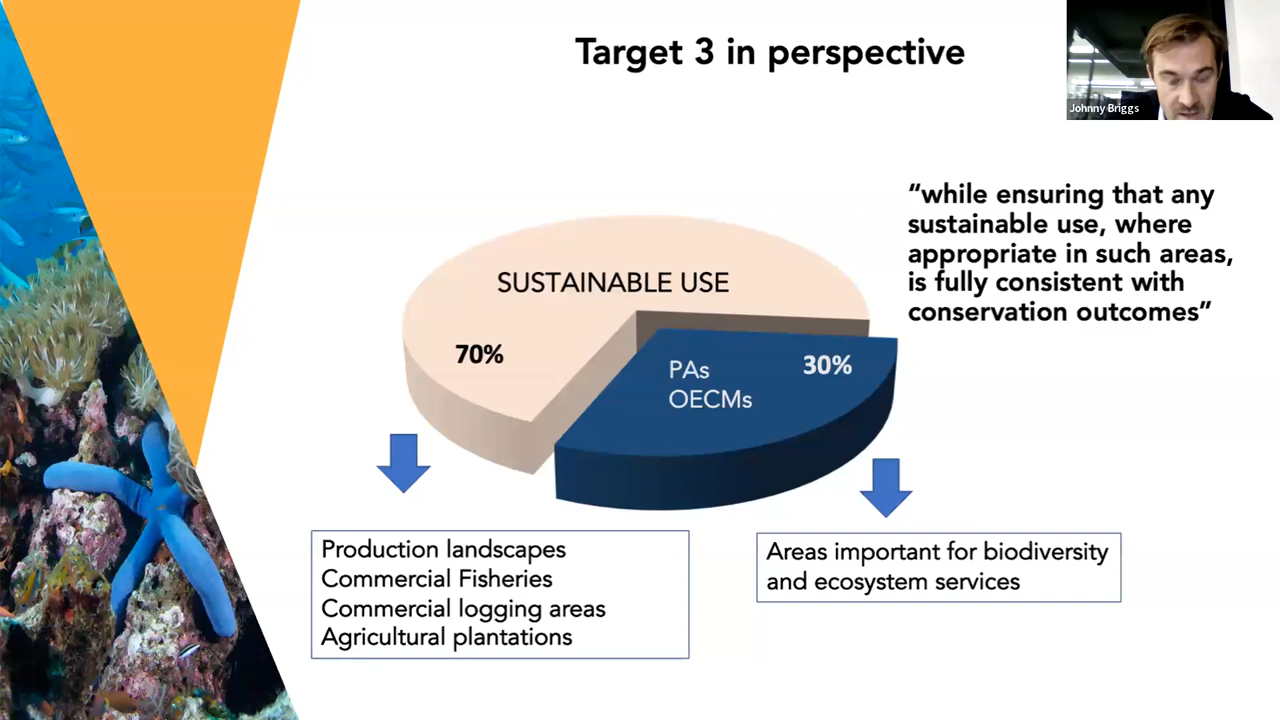 Target 3 in perspective
Johnny Briggs
“while ensuring that any
sustainable use, where
appropriate in such areas,
is fully consistent with
conservation outcomes”
SUSTAINABLE USE
70%
30%
PAs
OECMs
Production landscapes
Commercial Fisheries
Commercial logging areas
Agricultural plantations
Areas important for biodiversity
and ecosystem services